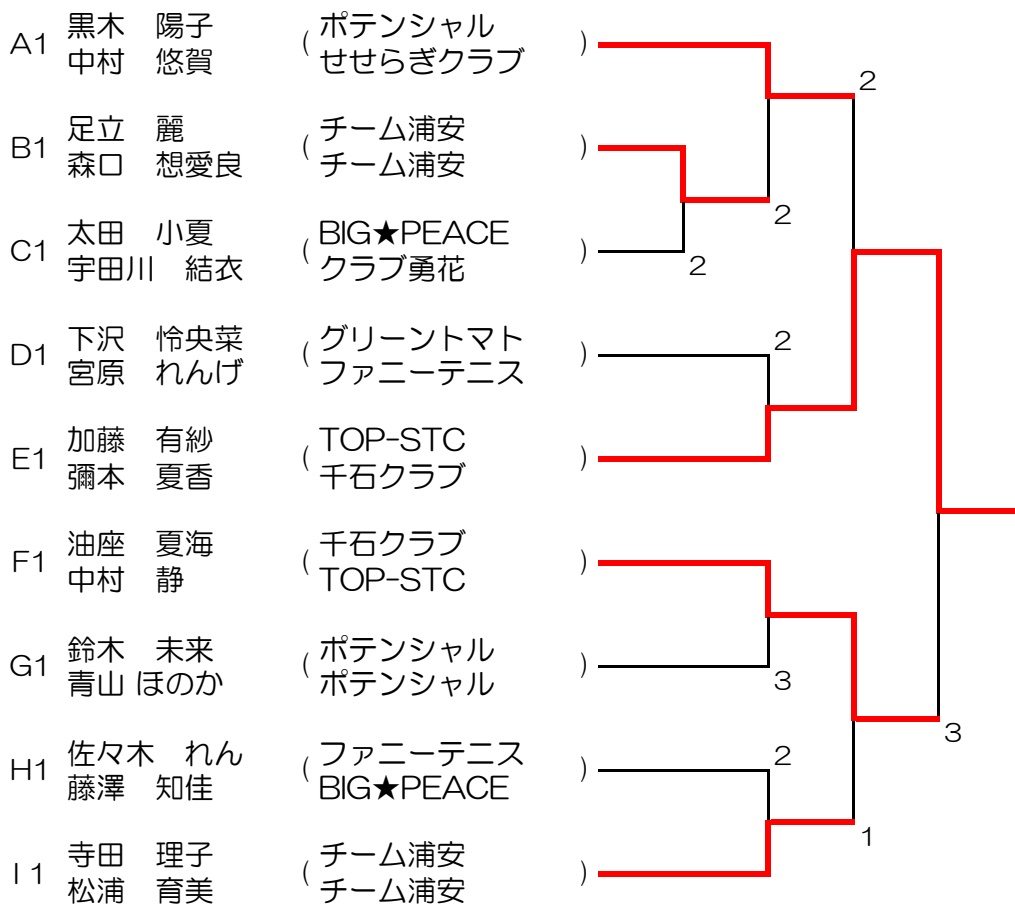 A1 黒木 陽子 ( ポテンシャル )
中村 悠賀 せせらぎクラブ
2
B1 足立 麗 ( チーム浦安 )
森口 想愛良 チーム浦安
2
C1 太田 小夏 ( BIG★PEACE )
宇田川 結衣 クラブ勇花
2
D1 下沢 怜央菜 ( グリーントマト )
宮原 れんげ ファニーテニス
2
E1 加藤 有紗 ( TOP-STC )
彌本 夏香 千石クラブ
F1 油座 夏海 ( 千石クラブ )
中村 静 TOP-STC
G1 鈴木 未来 ( ポテンシャル )
青山 ほのか ポテンシャル
3
3
H1 佐々木 れん ( ファニーテニス )
藤澤 知佳 BIG★PEACE
2
1
I1 寺田 理子 ( チーム浦安 )
松浦 育美 チーム浦安